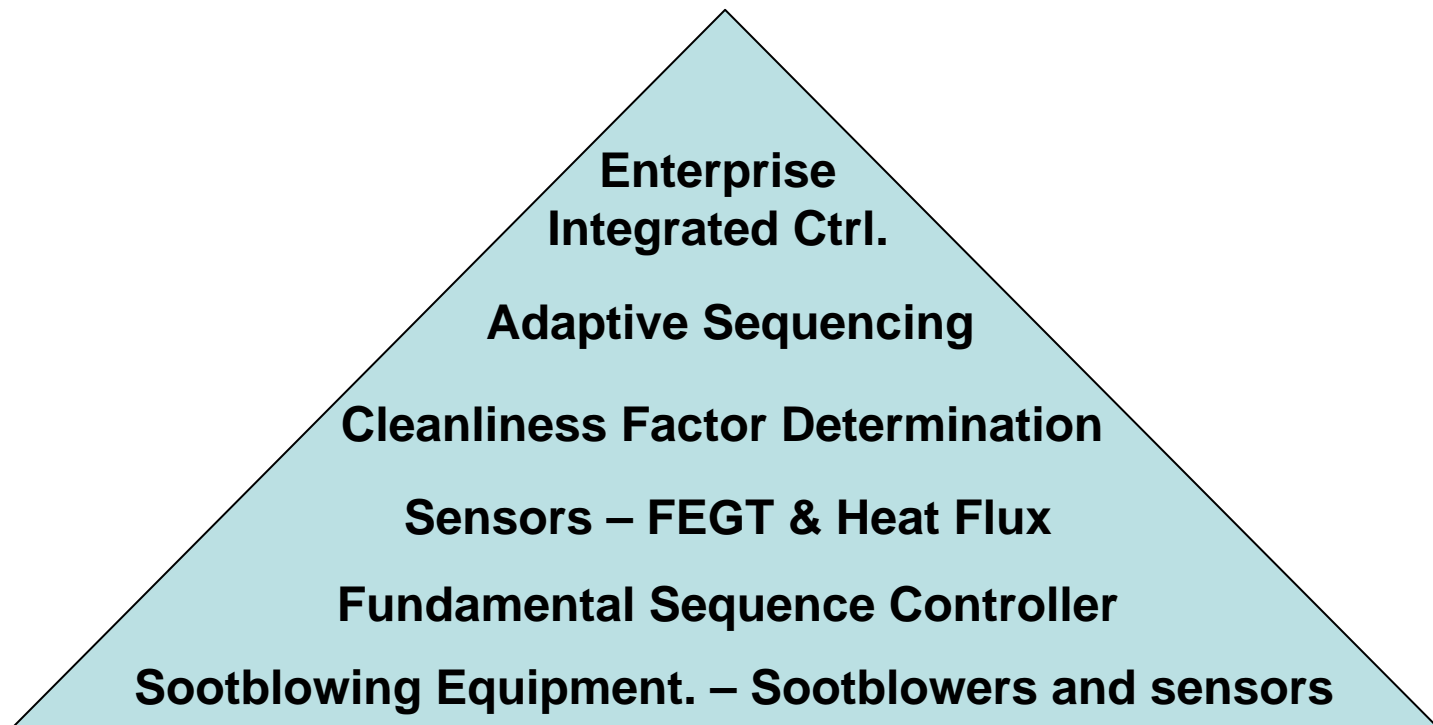 Enterprise
Integrated Ctrl.
Adaptive Sequencing
Cleanliness Factor Determination
Sensors – FEGT & Heat Flux
Fundamental Sequence Controller
Sootblowing Equipment. – Sootblowers and sensors